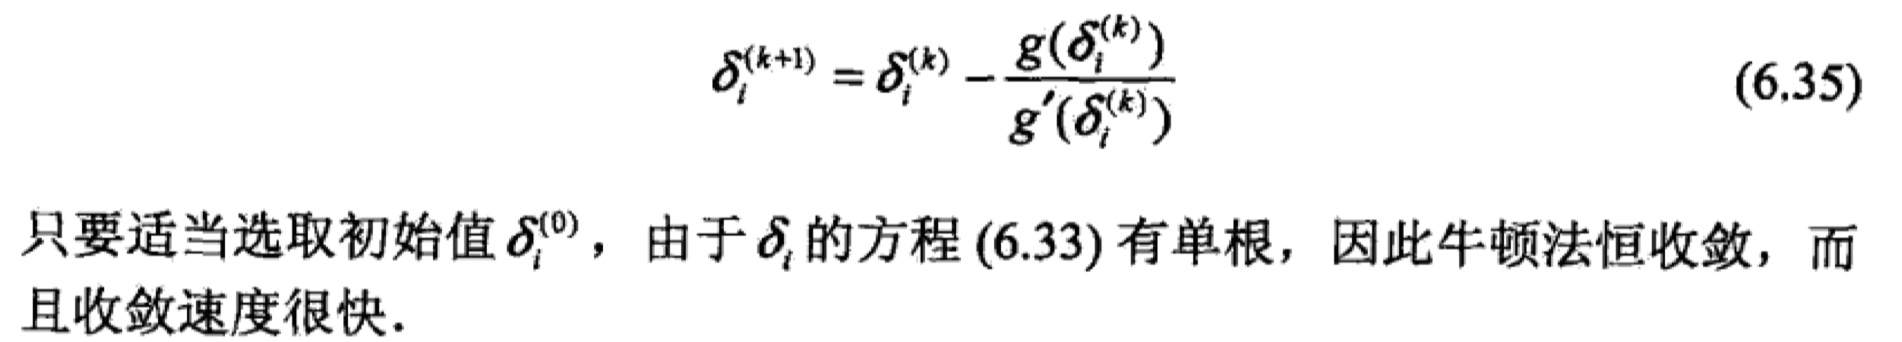 δ_i^{(k+1)} = δ_i^{(k)} − \frac{g(δ_i^{(k)})}{g′(δ_i^{(k)})} (6.35)
只要适当选取初始值 δ_i^{(0)}，由于 δ_i 的方程 (6.33) 有单根，因此牛顿法恒收敛，而
且收敛速度很快.